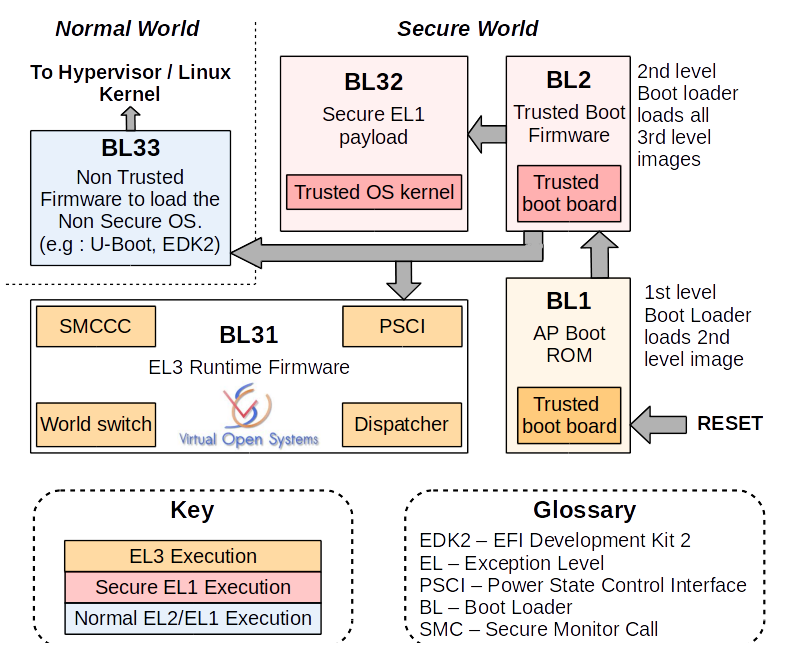 Normal World
Secure World
To Hypervisor / Linux
Kernel
BL33
Non Trusted
Firmware to load the
Non Secure OS.
(e.g : U-Boot, EDK2)
BL32
Secure EL1
payload
Trusted OS kernel
BL2
Trusted Boot
Firmware
Trusted
boot board
2nd level
Boot loader
loads all
3rd level
images
SMCCC
PSCI
BL31
EL3 Runtime Firmware
World switch
Virtual Open Systems
Dispatcher
BL1
AP Boot
ROM
Trusted
boot board
1st level
Boot Loader
loads 2nd
level image
RESET
Key
EL3 Execution
Secure EL1 Execution
Normal EL2/EL1 Execution
Glossary
EDK2 – EFI Development Kit 2
EL – Exception Level
PSCI – Power State Control Interface
BL – Boot Loader
SMC – Secure Monitor Call